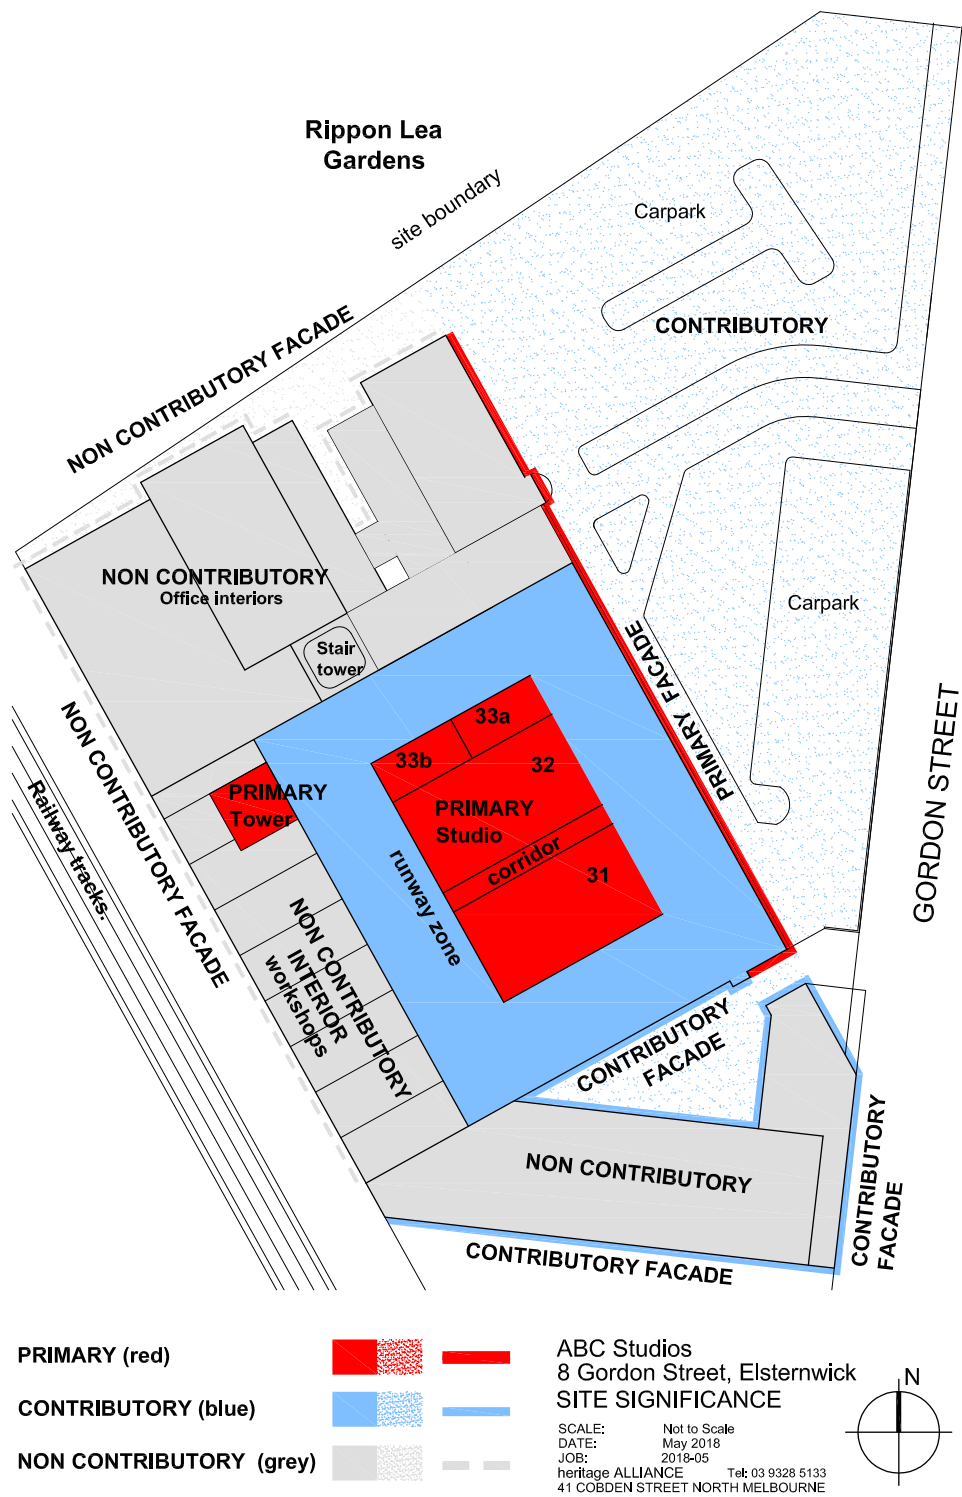 Rippon Lea
Gardens
site boundary
Carpark
NON CONTRIBUTORY FACADE
CONTRIBUTORY
NON CONTRIBUTORY
Office interiors
Carpark
Stair
tower
PRIMARY FACADE
NON CONTRIBUTORY FACADE
33a
33b
32
PRIMARY
Tower
PRIMARY
Studio
GORDON STREET
Railway tracks.
corridor
31
runway zone
NON CONTRIBUTORY
INTERIOR
workshops
CONTRIBUTORY
FACADE
NON CONTRIBUTORY
CONTRIBUTORY
FACADE
CONTRIBUTORY FACADE
PRIMARY (red)
CONTRIBUTORY (blue)
NON CONTRIBUTORY (grey)
ABC Studios
8 Gordon Street, Elsternwick
SITE SIGNIFICANCE
SCALE: Not to Scale
DATE: May 2018
JOB: 2018-05
heritage ALLIANCE Tel: 03 9328 5133
41 COBDEN STREET NORTH MELBOURNE
N